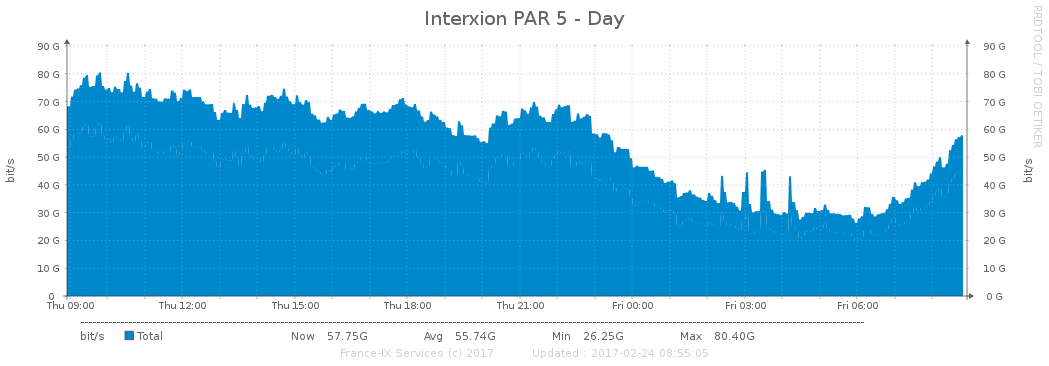 Interxion PAR 5 - Day
RRDTOOL / TOBI OETIKER
bit/s
90 G 90 G
80 G 80 G
70 G 70 G
60 G 60 G
50 G 50 G
40 G 40 G
30 G 30 G
20 G 20 G
10 G 10 G
0 0 G
bit/s
Thu 09:00 Thu 12:00 Thu 15:00 Thu 18:00 Thu 21:00 Fri 00:00 Fri 03:00 Fri 06:00
bit/s Total Now 57.75G Avg 55.74G Min 26.25G Max 80.40G
France-IX Services (c) 2017 Updated : 2017-02-24 08:55:05